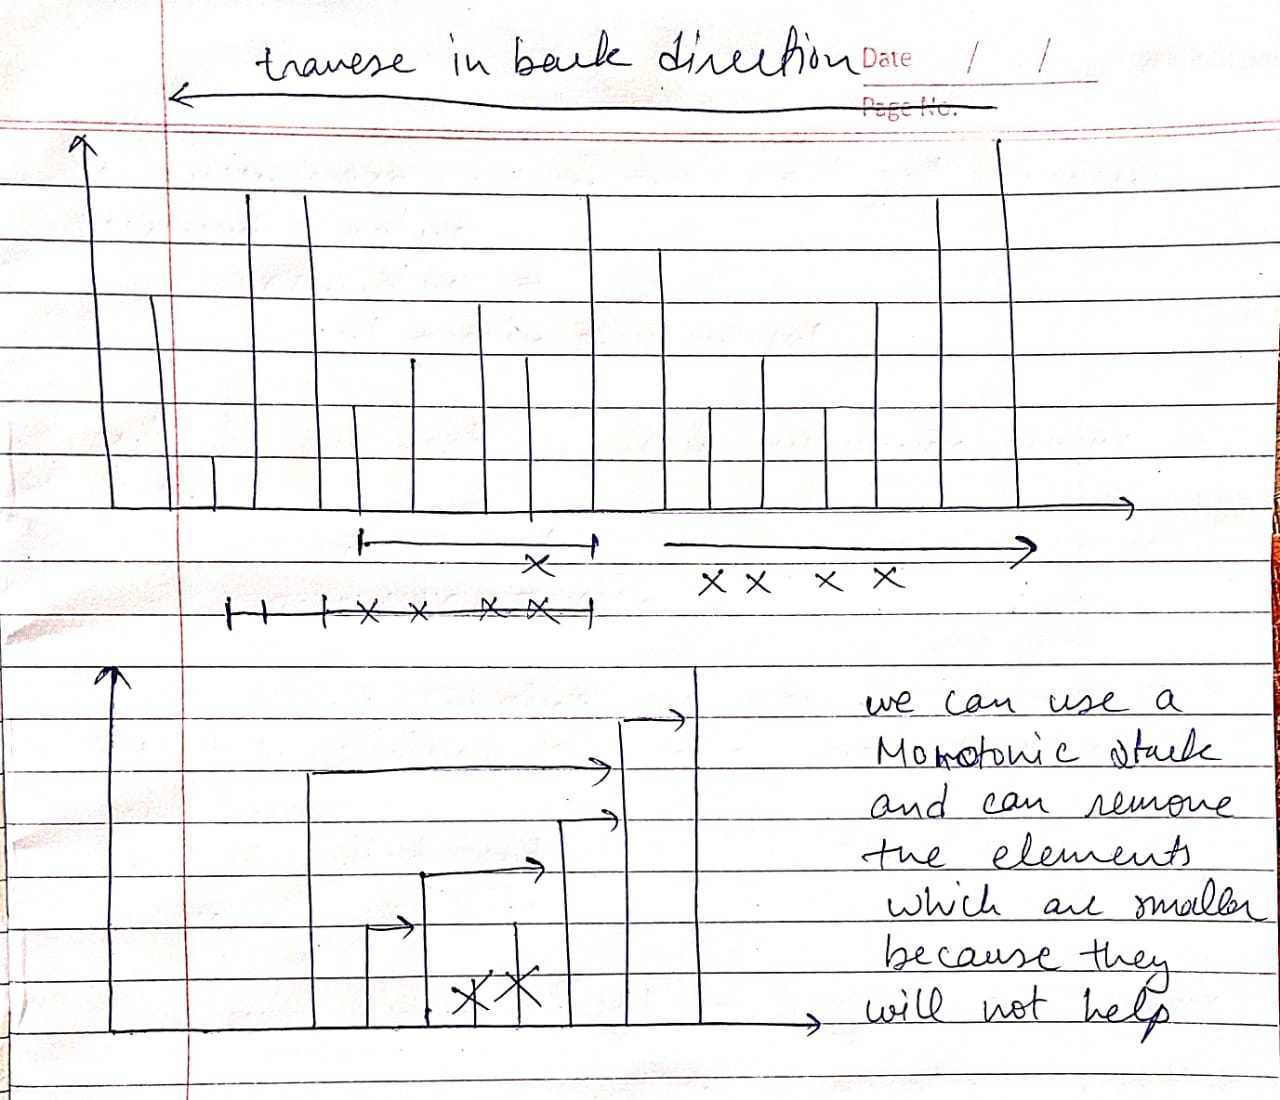 travese in back direction
Date / /
Page No.
we can use a
Monotonic stack
and can remove
the elements
which are smaller
because they
will not help